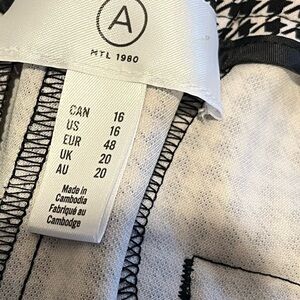 A
MTL 1980
CAN 16
US 16
EUR 48
UK 20
AU 20
Made in
Cambodia
Fabriqué au
Cambodge